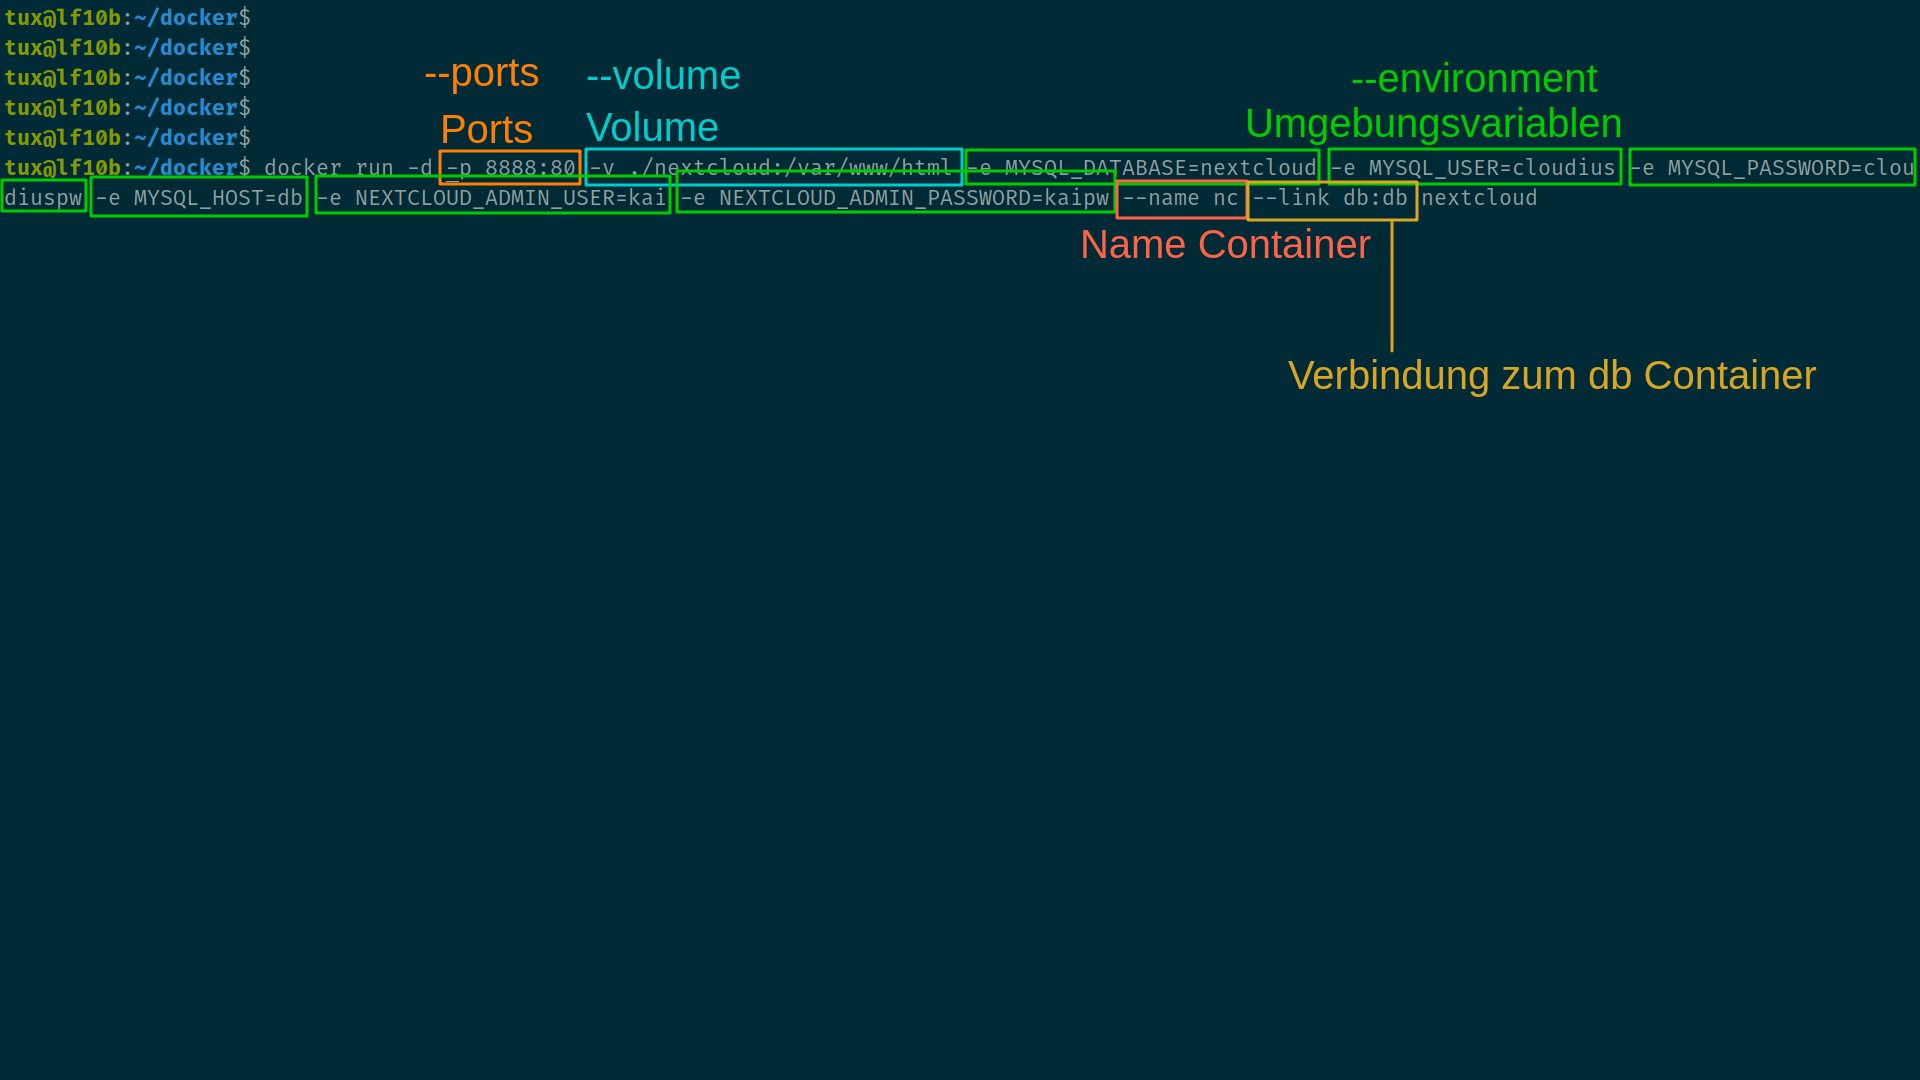 tux@lf10b:~/docker$
tux@lf10b:~/docker$
tux@lf10b:~/docker$
tux@lf10b:~/docker$
tux@lf10b:~/docker$
--ports --volume --environment
Ports Volume Umgebungsvariablen
tux@lf10b:~/docker$ docker run -d -p 8888:80 -v ./nextcloud:/var/www/html -e MYSQL_DATABASE=nextcloud -e MYSQL_USER=cloudius -e MYSQL_PASSWORD=clou
diuspw -e MYSQL_HOST=db -e NEXTCLOUD_ADMIN_USER=kai -e NEXTCLOUD_ADMIN_PASSWORD=kaipw --name nc --link db:db nextcloud
Name Container
Verbindung zum db Container